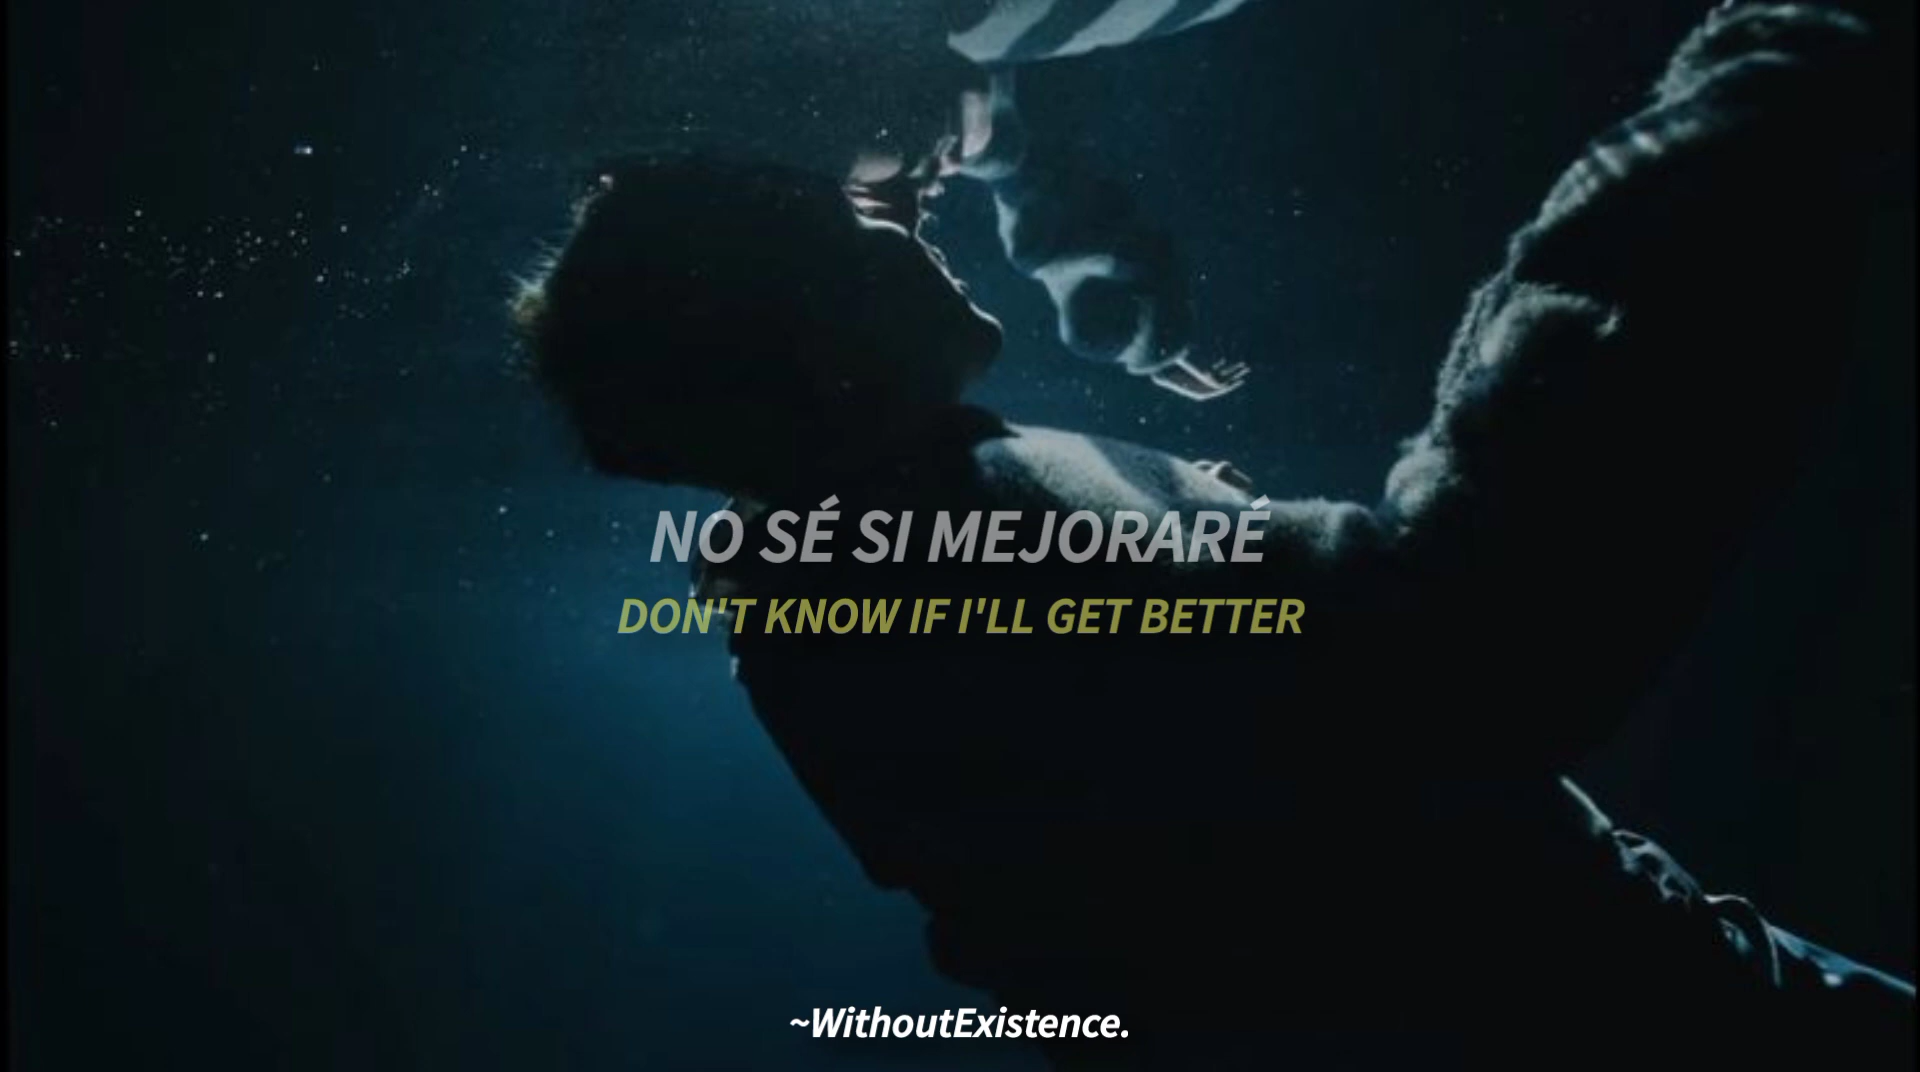 NO SÉ SI MEJORARÉ
DON'T KNOW IF I'LL GET BETTER
~WithoutExistence.